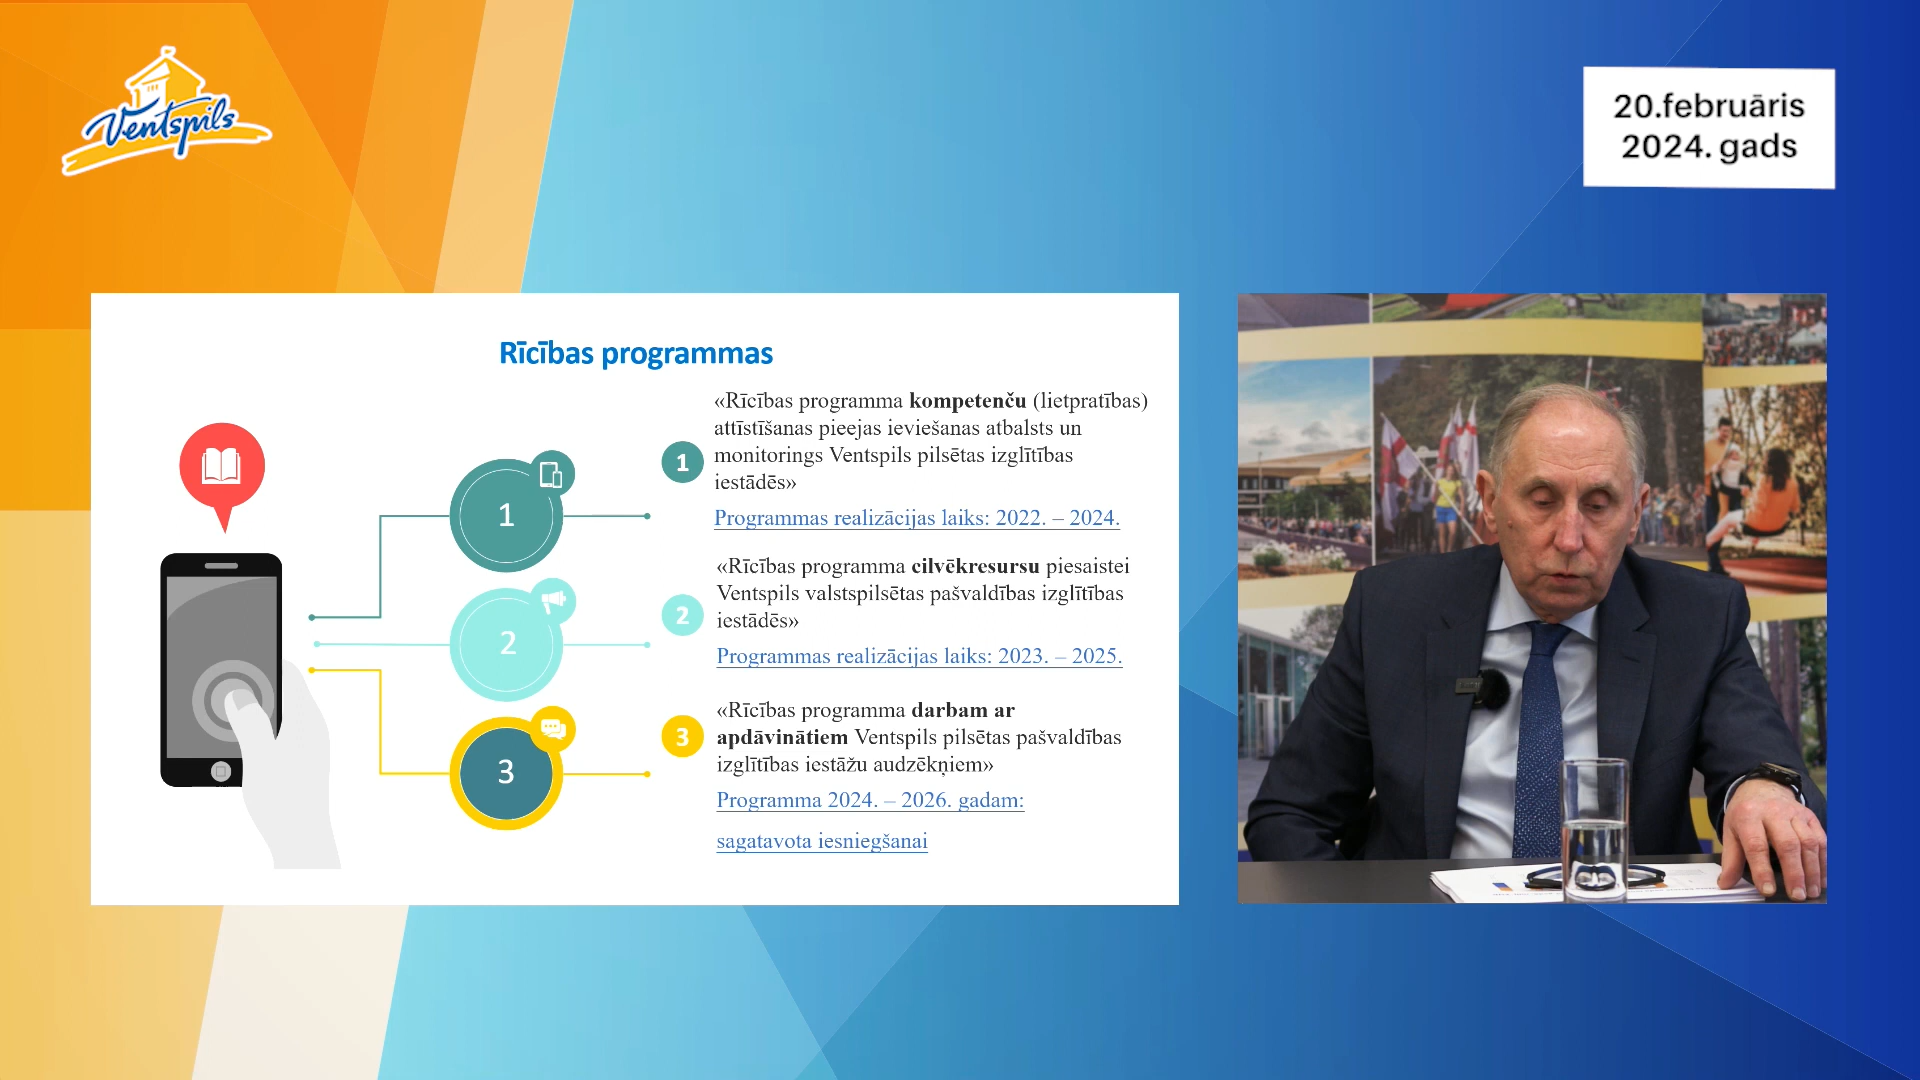 Ventspils
20.februāris
2024. gads
Rīcības programmas
1
2
3
1
«Rīcības programma kompetenču (lietpratības)
attīstīšanas pieejas ieviešanas atbalsts un
monitorings Ventspils pilsētas izglītības
iestādēs»
Programmas realizācijas laiks: 2022. – 2024.
2
«Rīcības programma cilvēkresursu piesaistei
Ventspils valstspilsētas pašvaldības izglītības
iestādēs»
Programmas realizācijas laiks: 2023. – 2025.
3
«Rīcības programma darbam ar
apdāvinātiem Ventspils pilsētas pašvaldības
izglītības iestāžu audzēkņiem»
Programma 2024. – 2026. gadam:
sagatavota iesniegšanai